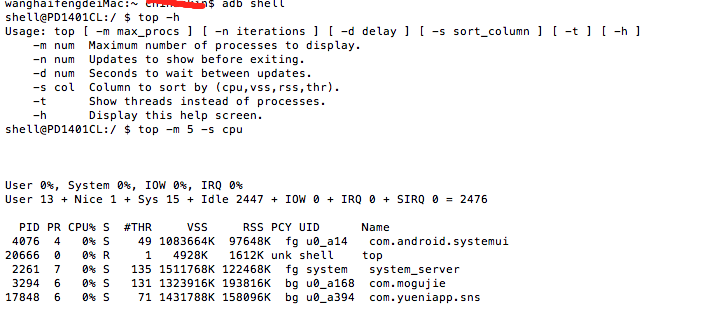 wanghaifengdeiMac:~ $ adb shell
shell@PD1401CL:/ $ top -h
Usage: top [ -m max_procs ] [ -n iterations ] [ -d delay ] [ -s sort_column ] [ -t ] [ -h ]
    -m num  Maximum number of processes to display.
    -n num  Updates to show before exiting.
    -d num  Seconds to wait between updates.
    -s col  Column to sort by (cpu,vss,rss,thr).
    -t      Show threads instead of processes.
    -h      Display this help screen.
shell@PD1401CL:/ $ top -m 5 -s cpu
User 0%, System 0%, IOW 0%, IRQ 0%
User 13 + Nice 1 + Sys 15 + Idle 2447 + IOW 0 + IRQ 0 + SIRQ 0 = 2476
  PID PR CPU% S  #THR     VSS     RSS PCY UID      Name
 4076  4   0% S    49 1083664K  97648K  fg u0_a14   com.android.systemui
20666  0   0% R     1   4928K   1612K unk shell    top
 2261  7   0% S   135 1511768K 122468K  fg system   system_server
 3294  6   0% S   131 1323916K 193816K  bg u0_a168  com.mogujie
17848  6   0% S    71 1431788K 158096K  bg u0_a394  com.yueniapp.sns